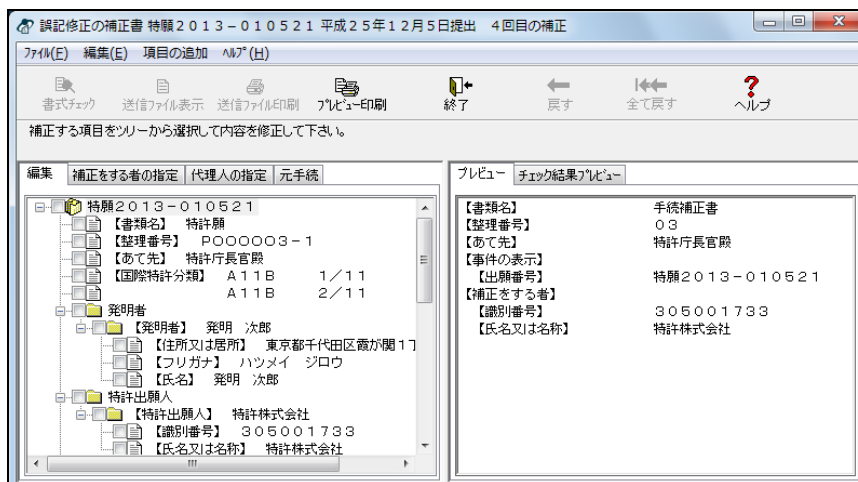 誤記修正の補正書 特願２０１３－０１０５２１ 平成２５年１２月５日提出　４回目の補正
ﾌｧｲﾙ(F)　編集(E)　項目の追加　ﾍﾙﾌﾟ(H)
書式ﾁｪｯｸ　送信ﾌｧｲﾙ表示　送信ﾌｧｲﾙ印刷　ﾌﾟﾚﾋﾞｭｰ印刷　終了　戻す　全て戻す　ヘルプ
補正する項目をツリーから選択して内容を修正して下さい。
編集　補正をする者の指定　代理人の指定　元手続
特願２０１３－０１０５２１
【書類名】　特許願
【整理番号】　Ｐ０００００３－１
【あて先】　特許庁長官殿
【国際特許分類】　Ａ１１Ｂ　　　１／１１
Ａ１１Ｂ　　　２／１１
発明者
【発明者】　発明　次郎
【住所又は居所】　東京都千代田区霞が関１丁
【フリガナ】　ハツメイ　ジロウ
【氏名】　発明　次郎
特許出願人
【特許出願人】　特許株式会社
【識別番号】　３０５００１７３３
【氏名又は名称】　特許株式会社
プレビュー　ﾁｪｯｸ結果ﾌﾟﾚﾋﾞｭｰ
【書類名】　手続補正書
【整理番号】　０３
【あて先】　特許庁長官殿
【事件の表示】
【出願番号】　特願２０１３－０１０５２１
【補正をする者】
【識別番号】　３０５００１７３３
【氏名又は名称】　特許株式会社